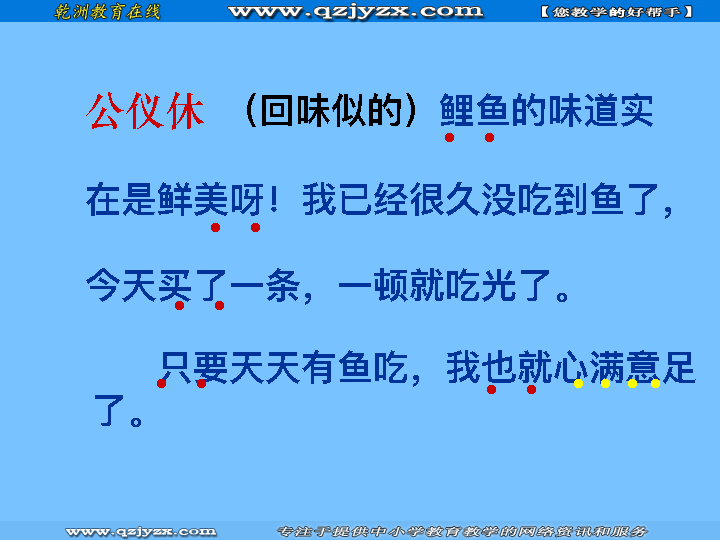 乾洲教育在线 www.qzjyzx.com 【您教学的好帮手】
公仪休 （回味似的）鲤鱼的味道实
在是鲜美呀！我已经很久没吃到鱼了，
今天买了一条，一顿就吃光了。
只要天天有鱼吃，我也就心满意足
了。
www.qzjyzx.com 专注于提供中小学教育教学的网络资讯和服务